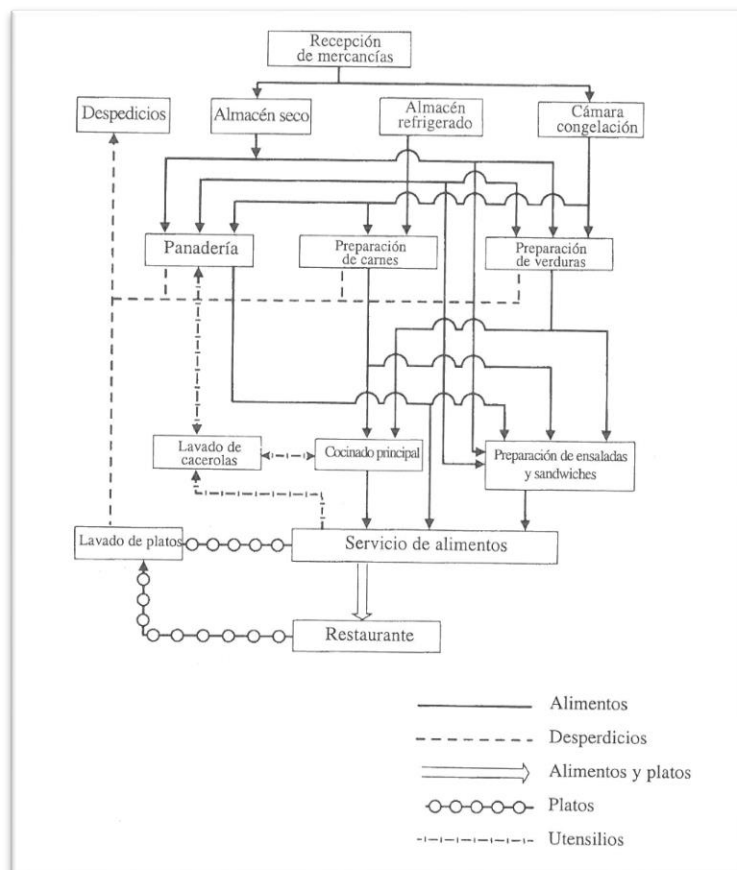 Recepción
de mercancías
Despedicios
Almacén seco
Almacén
refrigerado
Cámara
congelación
Panadería
Preparación
de carnes
Preparación
de verduras
Lavado de
cacerolas
Cocinado principal
Preparación de ensaladas
y sandwiches
Lavado de platos
Servicio de alimentos
Restaurante
Alimentos
Desperdicios
Alimentos y platos
Platos
Utensilios